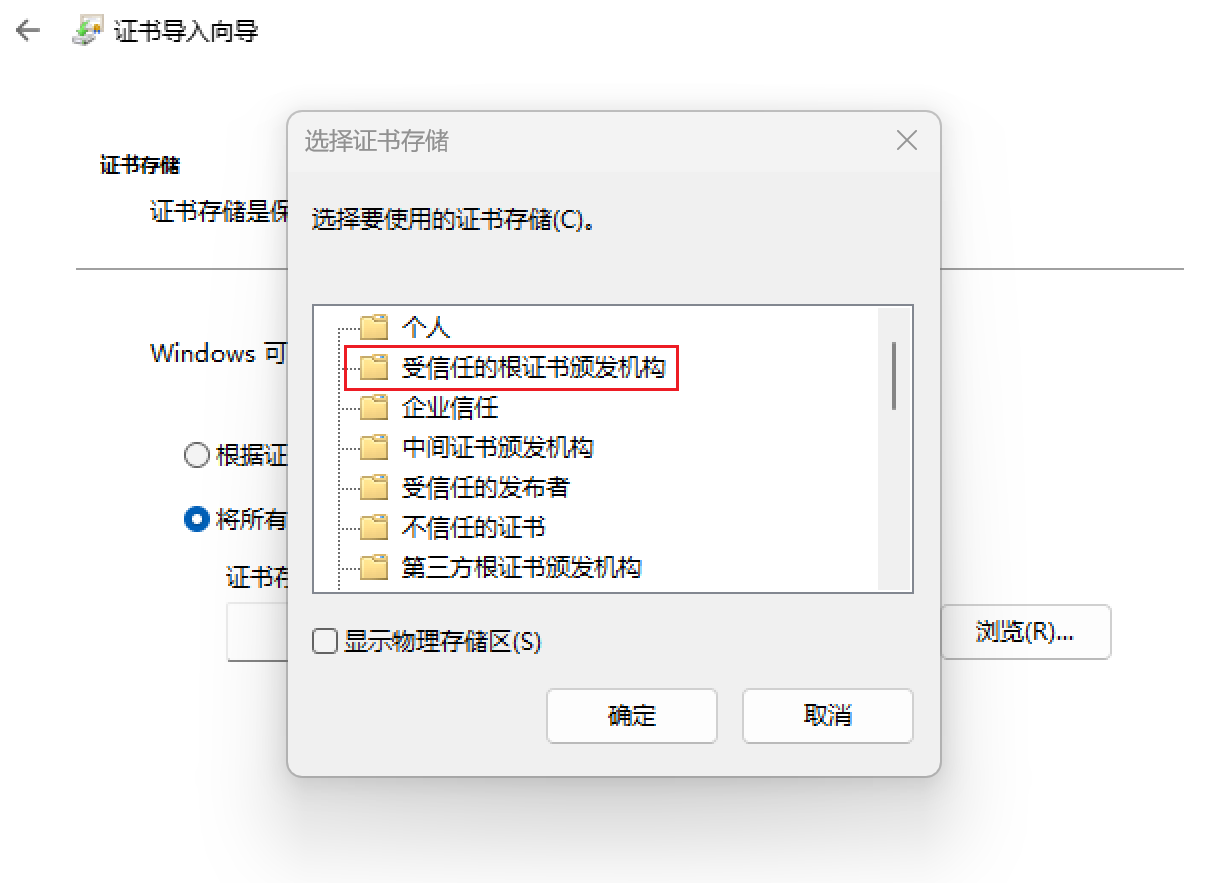 证书导入向导
选择证书存储
证书存储
证书存储是保
选择要使用的证书存储(C)。
个人
受信任的根证书颁发机构
企业信任
中间证书颁发机构
受信任的发布者
不信任的证书
第三方根证书颁发机构
Windows 可
根据证
将所有
证书存
浏览(R)...
显示物理存储区(S)
确定
取消